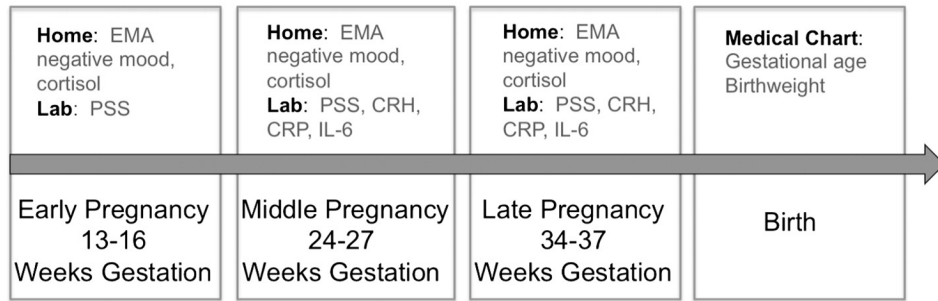 Home: EMA
negative mood,
cortisol
Lab: PSS
Home: EMA
negative mood,
cortisol
Lab: PSS, CRH,
CRP, IL-6
Home: EMA
negative mood,
cortisol
Lab: PSS, CRH,
CRP, IL-6
Medical Chart:
Gestational age
Birthweight
Early Pregnancy
13-16
Weeks Gestation
Middle Pregnancy
24-27
Weeks Gestation
Late Pregnancy
34-37
Weeks Gestation
Birth